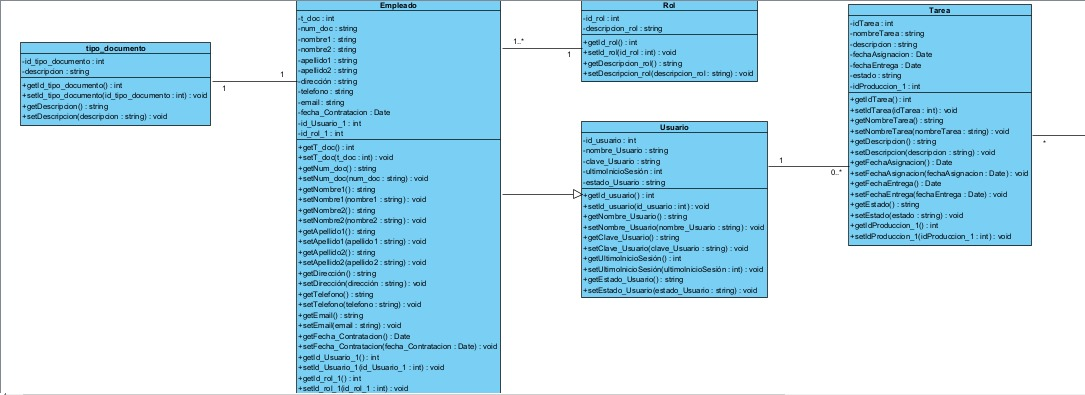 tipo_documento
-id_tipo_documento : int
-descripcion : string
+getId_tipo_documento() : int
+setId_tipo_documento(id_tipo_documento : int) : void
+getDescripcion() : string
+setDescripcion(descripcion : string) : void
1
1
Empleado
-t_doc : int
-num_doc : string
-nombre1 : string
-nombre2 : string
-apellido1 : string
-apellido2 : string
-dirección : string
-telefono : string
-email : string
-fecha_Contratacion : Date
-id_Usuario_1 : int
-id_rol_1 : int
+getT_doc() : int
+setT_doc(t_doc : int) : void
+getNum_doc() : string
+setNum_doc(num_doc : string) : void
+getNombre1() : string
+setNombre1(nombre1 : string) : void
+getNombre2() : string
+setNombre2(nombre2 : string) : void
+getApellido1() : string
+setApellido1(apellido1 : string) : void
+getApellido2() : string
+setApellido2(apellido2 : string) : void
+getDirección() : string
+setDirección(dirección : string) : void
+getTelefono() : string
+setTelefono(telefono : string) : void
+getEmail() : string
+setEmail(email : string) : void
+getFecha_Contratacion() : Date
+setFecha_Contratacion(fecha_Contratacion : Date) : void
+getId_Usuario_1() : int
+setId_Usuario_1(id_Usuario_1 : int) : void
+getId_rol_1() : int
+setId_rol_1(id_rol_1 : int) : void
1..*
1
Rol
-id_rol : int
-descripcion_rol : string
+getId_rol() : int
+setId_rol(id_rol : int) : void
+getDescripcion_rol() : string
+setDescripcion_rol(descripcion_rol : string) : void
Usuario
-id_usuario : int
-nombre_Usuario : string
-clave_Usuario : string
-ultimoInicioSesión : int
-estado_Usuario : string
+getId_usuario() : int
+setId_usuario(id_usuario : int) : void
+getNombre_Usuario() : string
+setNombre_Usuario(nombre_Usuario : string) : void
+getClave_Usuario() : string
+setClave_Usuario(clave_Usuario : string) : void
+getUltimoInicioSesión() : int
+setUltimoInicioSesión(ultimoInicioSesión : int) : void
+getEstado_Usuario() : string
+setEstado_Usuario(estado_Usuario : string) : void
1
0..*
Tarea
-idTarea : int
-nombreTarea : string
-descripcion : string
-fechaAsignacion : Date
-fechaEntrega : Date
-estado : string
-idProduccion_1 : int
+getIdTarea() : int
+setIdTarea(idTarea : int) : void
+getNombreTarea() : string
+setNombreTarea(nombreTarea : string) : void
+getDescripcion() : string
+setDescripcion(descripcion : string) : void
+getFechaAsignacion() : Date
+setFechaAsignacion(fechaAsignacion : Date) : void
+getFechaEntrega() : Date
+setFechaEntrega(fechaEntrega : Date) : void
+getEstado() : string
+setEstado(estado : string) : void
+getIdProduccion_1() : int
+setIdProduccion_1(idProduccion_1 : int) : void
*